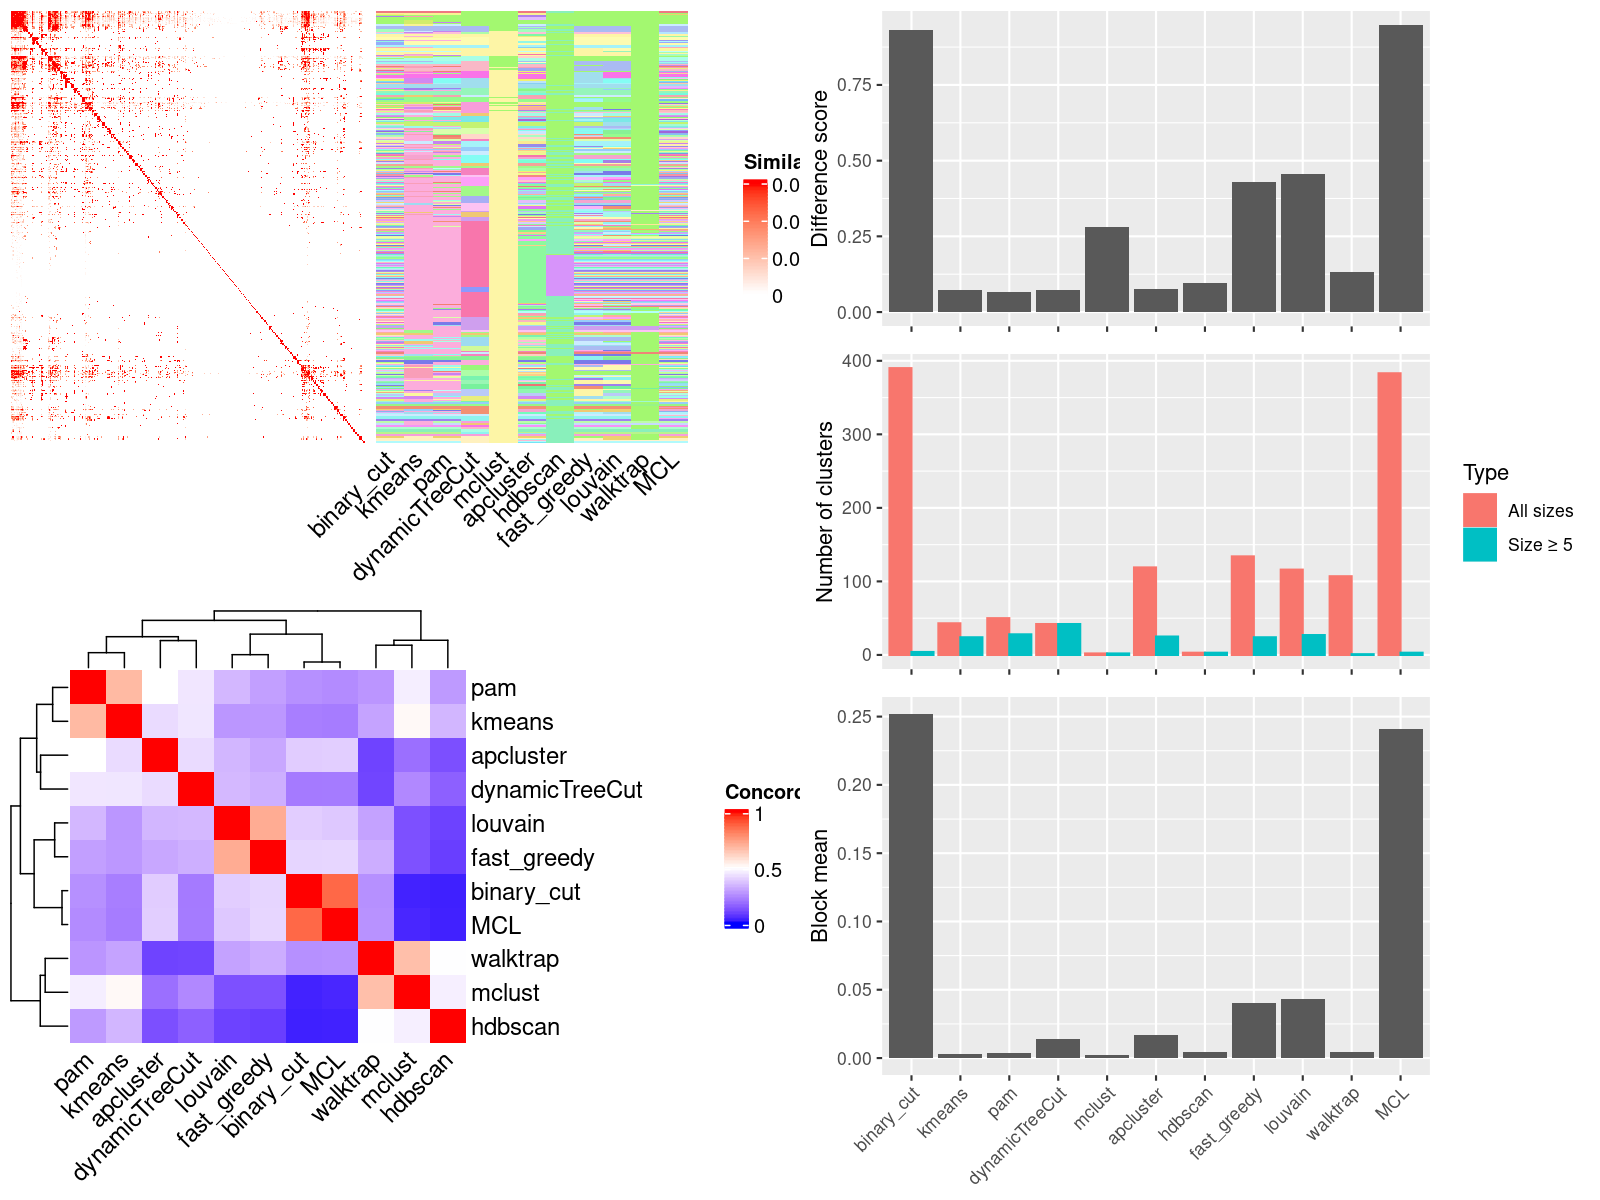 Simila
0.0
0.0
0.0
0
binary_cut
kmeans
pam
dynamicTreeCut
mclust
apcluster
hdbscan
fast_greedy
louvain
walktrap
MCL
pam
kmeans
apcluster
dynamicTreeCut
louvain
fast_greedy
binary_cut
MCL
walktrap
mclust
hdbscan
pam
kmeans
apcluster
dynamicTreeCut
louvain
fast_greedy
binary_cut
MCL
walktrap
mclust
hdbscan
Concord
1
0.5
0
Difference score
0.75
0.50
0.25
0.00
Number of clusters
400
300
200
100
0
Type
All sizes
Size ≥ 5
Block mean
0.25
0.20
0.15
0.10
0.05
0.00
binary_cut
kmeans
pam
dynamicTreeCut
mclust
apcluster
hdbscan
fast_greedy
louvain
walktrap
MCL